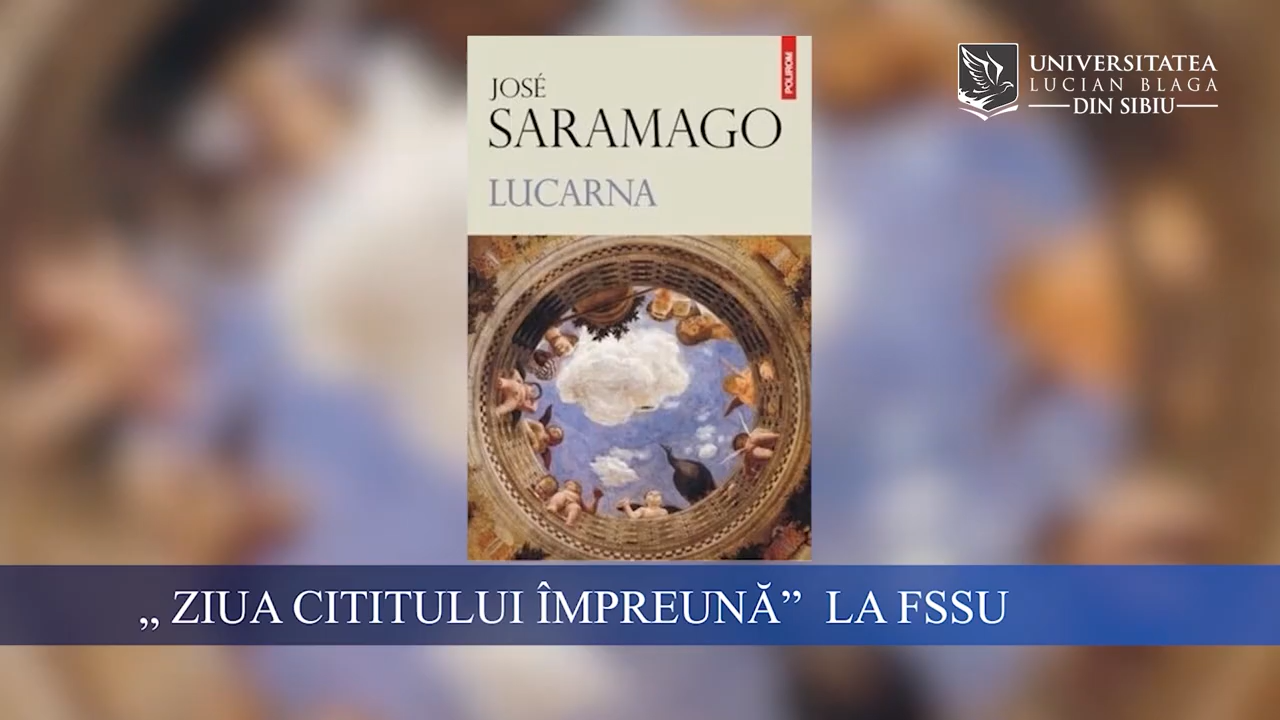 JOSÉ
SARAMAGO
LUCARNA
POLIROM
UNIVERSITATEA
LUCIAN BLAGA
DIN SIBIU
„ ZIUA CITITULUI ÎMPREUNĂ” LA FSSU